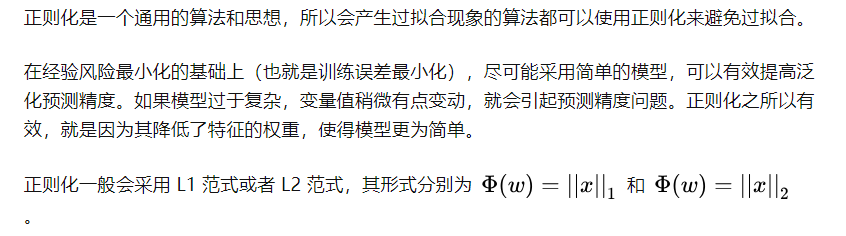 正则化是一个通用的算法和思想，所以会产生过拟合现象的算法都可以使用正则化来避免过拟合。
在经验风险最小化的基础上（也就是训练误差最小化），尽可能采用简单的模型，可以有效提高泛
化预测精度。如果模型过于复杂，变量值稍微有点变动，就会引起预测精度问题。正则化之所以有
效，就是因为其降低了特征的权重，使得模型更为简单。
正则化一般会采用 L1 范式或者 L2 范式，其形式分别为 Φ(w) = ||x||₁ 和 Φ(w) = ||x||₂
。